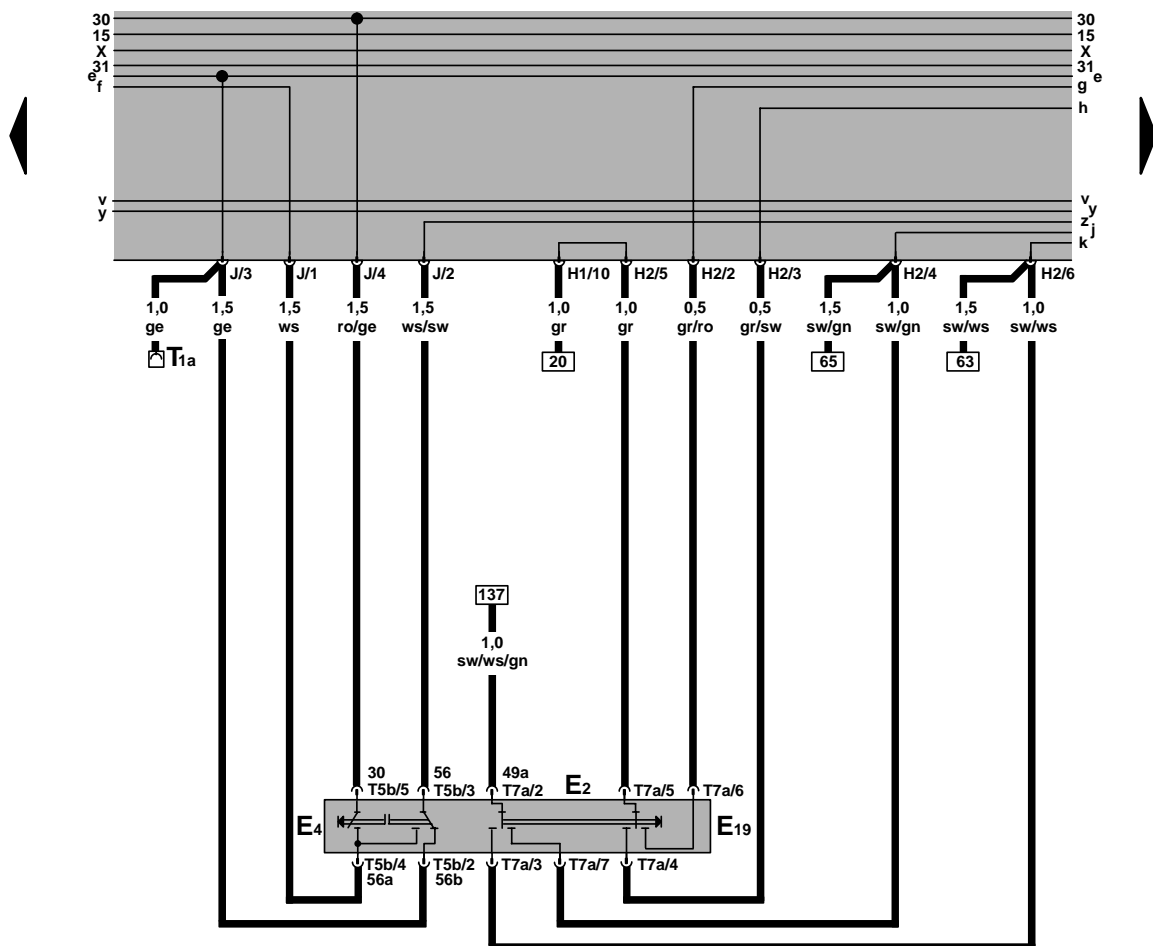 30 30
15 15
X X
31 31
e e
f g
h
v v
y y
z
j
k
J/3 J/1 J/4 J/2 H1/10 H2/5 H2/2 H2/3 H2/4 H2/6
1,0 1,5 1,5 1,5 1,5 1,0 1,0 0,5 0,5 1,5 1,0 1,5 1,0
ge ge ws ro/ge ws/sw gr gr gr/ro gr/sw sw/gn sw/gn sw/ws sw/ws
T1a 20 65 63
137
1,0
sw/ws/gn
30 56 49a E2
T5b/5 T5b/3 T7a/2 T7a/5 T7a/6
E4 E19
T5b/4 T5b/2 T7a/3 T7a/7 T7a/4
56a 56b